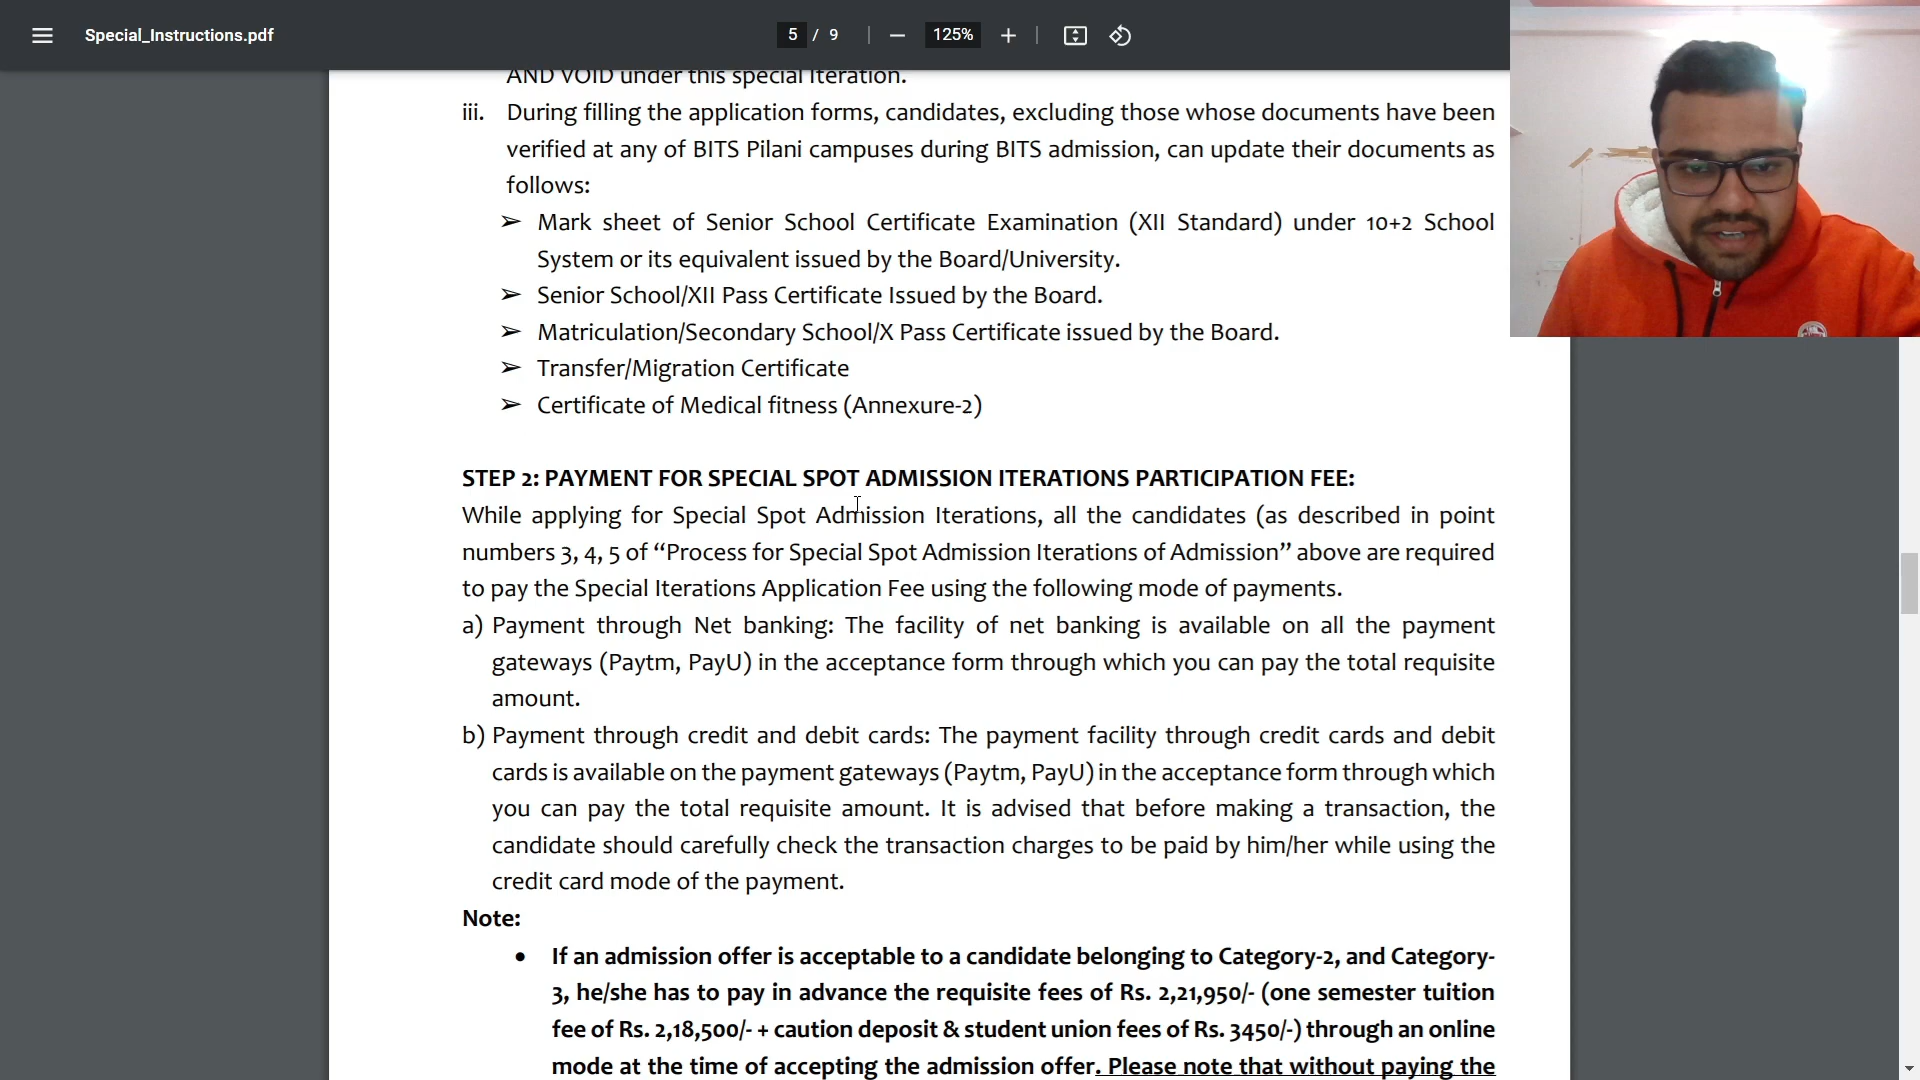 Special_Instructions.pdf
5 / 9
125%
AND VOID under this special Iteration.
iii. During filling the application forms, candidates, excluding those whose documents have been
verified at any of BITS Pilani campuses during BITS admission, can update their documents as
follows:
➢ Mark sheet of Senior School Certificate Examination (XII Standard) under 10+2 School
System or its equivalent issued by the Board/University.
➢ Senior School/XII Pass Certificate Issued by the Board.
➢ Matriculation/Secondary School/X Pass Certificate issued by the Board.
➢ Transfer/Migration Certificate
➢ Certificate of Medical fitness (Annexure-2)
STEP 2: PAYMENT FOR SPECIAL SPOT ADMISSION ITERATIONS PARTICIPATION FEE:
While applying for Special Spot Admission Iterations, all the candidates (as described in point
numbers 3, 4, 5 of “Process for Special Spot Admission Iterations of Admission” above are required
to pay the Special Iterations Application Fee using the following mode of payments.
a) Payment through Net banking: The facility of net banking is available on all the payment
gateways (Paytm, PayU) in the acceptance form through which you can pay the total requisite
amount.
b) Payment through credit and debit cards: The payment facility through credit cards and debit
cards is available on the payment gateways (Paytm, PayU) in the acceptance form through which
you can pay the total requisite amount. It is advised that before making a transaction, the
candidate should carefully check the transaction charges to be paid by him/her while using the
credit card mode of the payment.
Note:
• If an admission offer is acceptable to a candidate belonging to Category-2, and Category-
3, he/she has to pay in advance the requisite fees of Rs. 2,21,950/- (one semester tuition
fee of Rs. 2,18,500/- + caution deposit & student union fees of Rs. 3450/-) through an online
mode at the time of accepting the admission offer. Please note that without paying the